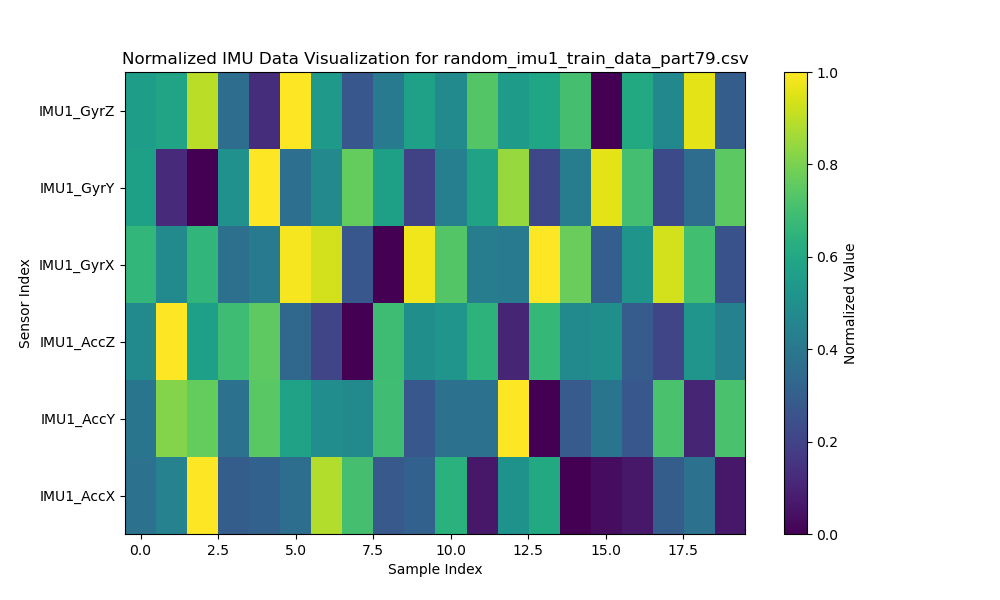 Normalized IMU Data Visualization for random_imu1_train_data_part79.csv
Sensor Index
IMU1_GyrZ
IMU1_GyrY
IMU1_GyrX
IMU1_AccZ
IMU1_AccY
IMU1_AccX
0.0
2.5
5.0
7.5
10.0
12.5
15.0
17.5
Sample Index
1.0
0.8
0.6
0.4
0.2
0.0
Normalized Value